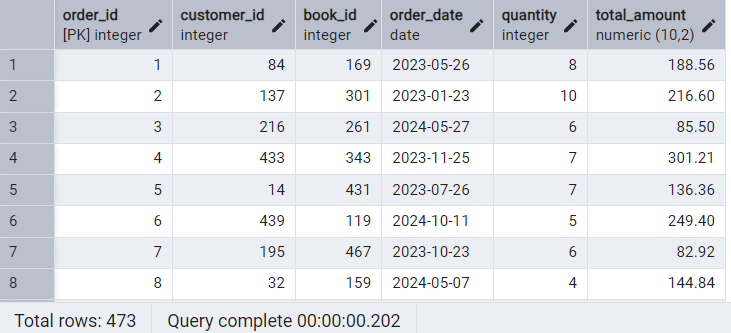 order_id customer_id book_id order_date quantity total_amount
[PK] integer integer integer date integer numeric (10,2)
1 1 84 169 2023-05-26 8 188.56
2 2 137 301 2023-01-23 10 216.60
3 3 216 261 2024-05-27 6 85.50
4 4 433 343 2023-11-25 7 301.21
5 5 14 431 2023-07-26 7 136.36
6 6 439 119 2024-10-11 5 249.40
7 7 195 467 2023-10-23 6 82.92
8 8 32 159 2024-05-07 4 144.84
Total rows: 473 Query complete 00:00:00.202